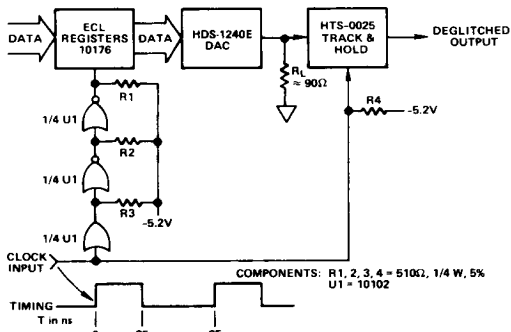 DATA
ECL
REGISTERS
10176
DATA
HDS-1240E
DAC
HTS-0025
TRACK &
HOLD
DEGLITCHED
OUTPUT
RL
≈ 90Ω
R1
R4
-5.2V
1/4 U1
R2
1/4 U1
R3
-5.2V
1/4 U1
CLOCK
INPUT
COMPONENTS: R1, 2, 3, 4 = 510Ω, 1/4 W, 5%
U1 = 10102
TIMING
T in ns